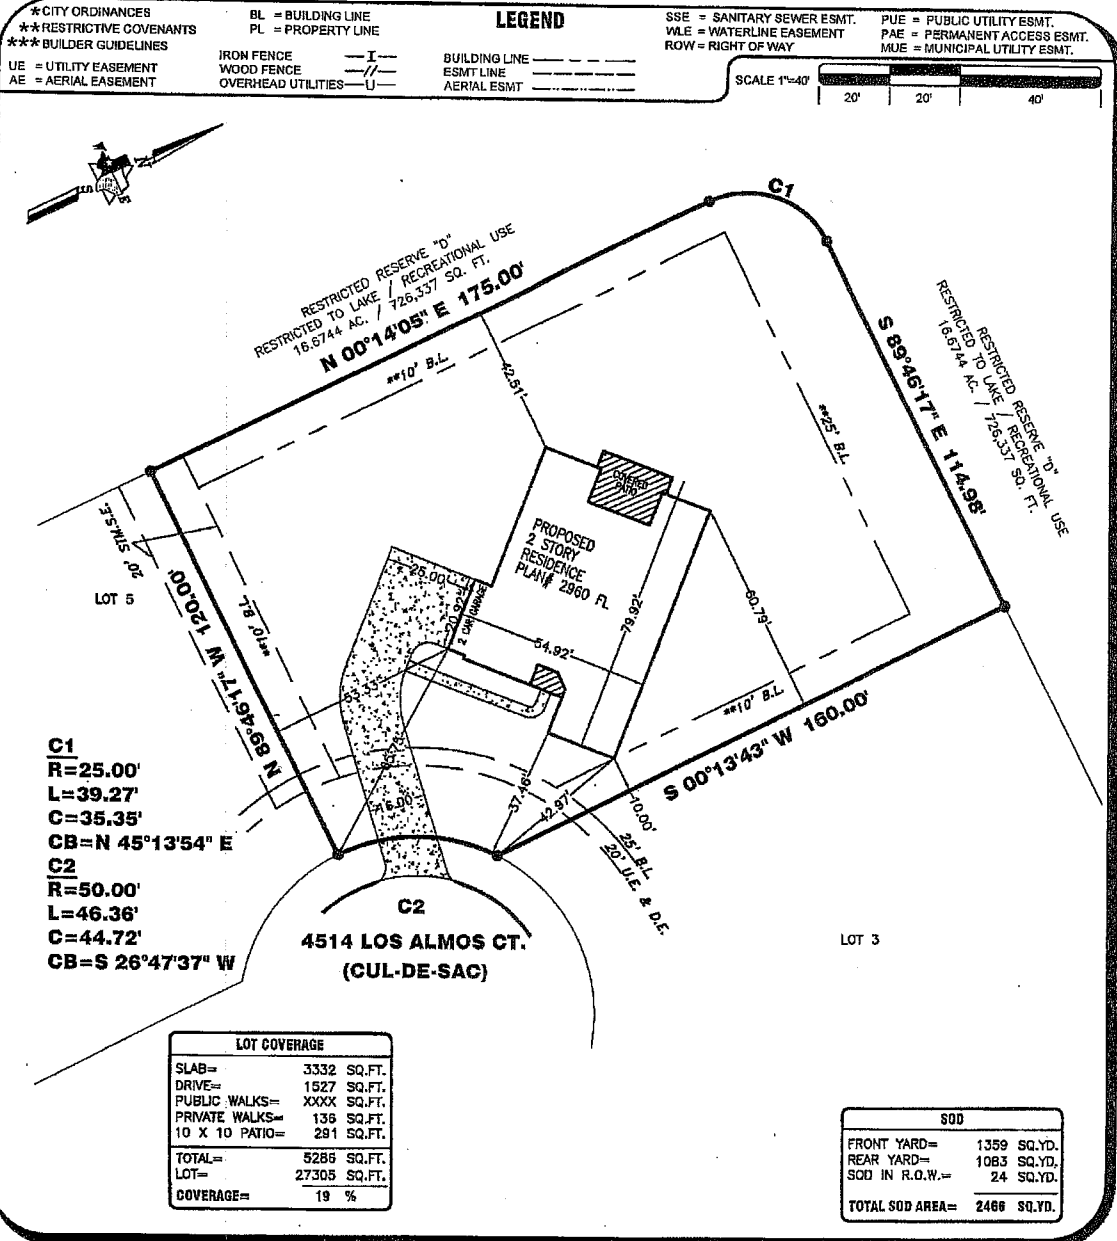 *CITY ORDINANCES
**RESTRICTIVE COVENANTS
***BUILDER GUIDELINES
UE = UTILITY EASEMENT
AE = AERIAL EASEMENT
BL = BUILDING LINE
PL = PROPERTY LINE
IRON FENCE —I—
WOOD FENCE —//—
OVERHEAD UTILITIES—U—
LEGEND
BUILDING LINE
ESMT LINE
AERIAL ESMT
SSE = SANITARY SEWER ESMT.
WLE = WATERLINE EASEMENT
ROW = RIGHT OF WAY
PUE = PUBLIC UTILITY ESMT.
PAE = PERMANENT ACCESS ESMT.
MUE = MUNICIPAL UTILITY ESMT.
SCALE 1"=40'
20' 20' 40'
N
S
E
C1
RESTRICTED RESERVE "D"
RESTRICTED TO LAKE / RECREATIONAL USE
16.6744 AC. / 726,337 SQ. FT.
N 00°14'05" E 175.00'
**10' B.L.
42.61'
RESTRICTED RESERVE "D"
RESTRICTED TO LAKE / RECREATIONAL USE
16.6744 AC. / 726,337 SQ. FT.
S 89°46'17" E 114.98'
**25' B.L.
COVERED
PATIO
PROPOSED
2 STORY
RESIDENCE
PLAN# 2960 FL
20' STM.S.E.
LOT 5
N 89°46'17" W 120.00'
**10' B.L.
25.00'
20.92'
2 CAR GARAGE
54.92'
79.92'
60.79'
53.33'
16.00'
37.46'
42.97'
10.00'
**10' B.L.
S 00°13'43" W 160.00'
25' B.L.
20' U.E. & D.E.
C1
R=25.00'
L=39.27'
C=35.35'
CB=N 45°13'54" E
C2
R=50.00'
L=46.36'
C=44.72'
CB=S 26°47'37" W
C2
4514 LOS ALMOS CT.
(CUL-DE-SAC)
LOT 3
LOT COVERAGE
SLAB= 3332 SQ.FT.
DRIVE= 1527 SQ.FT.
PUBLIC WALKS= XXXX SQ.FT.
PRIVATE WALKS= 136 SQ.FT.
10 X 10 PATIO= 291 SQ.FT.
TOTAL= 5286 SQ.FT.
LOT= 27305 SQ.FT.
COVERAGE= 19 %
SOD
FRONT YARD= 1359 SQ.YD.
REAR YARD= 1083 SQ.YD.
SOD IN R.O.W.= 24 SQ.YD.
TOTAL SOD AREA= 2466 SQ.YD.